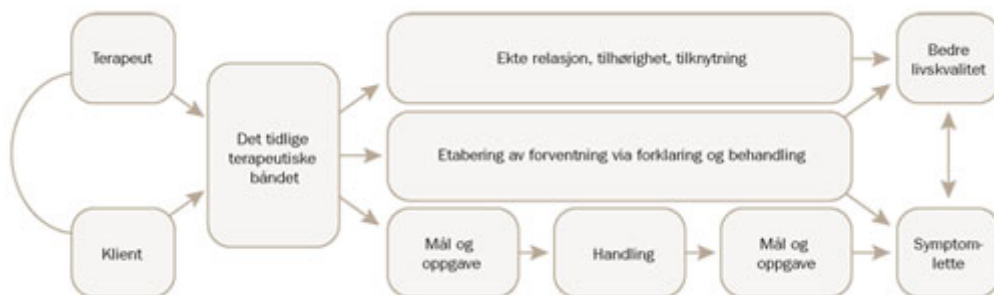 Terapeut
Klient
Det tidlige
terapeutiske
båndet
Ekte relasjon, tilhørighet, tilknytning
Etabering av forventning via forklaring og behandling
Mål og
oppgave
Handling
Mål og
oppgave
Bedre
livskvalitet
Symptom-
lette